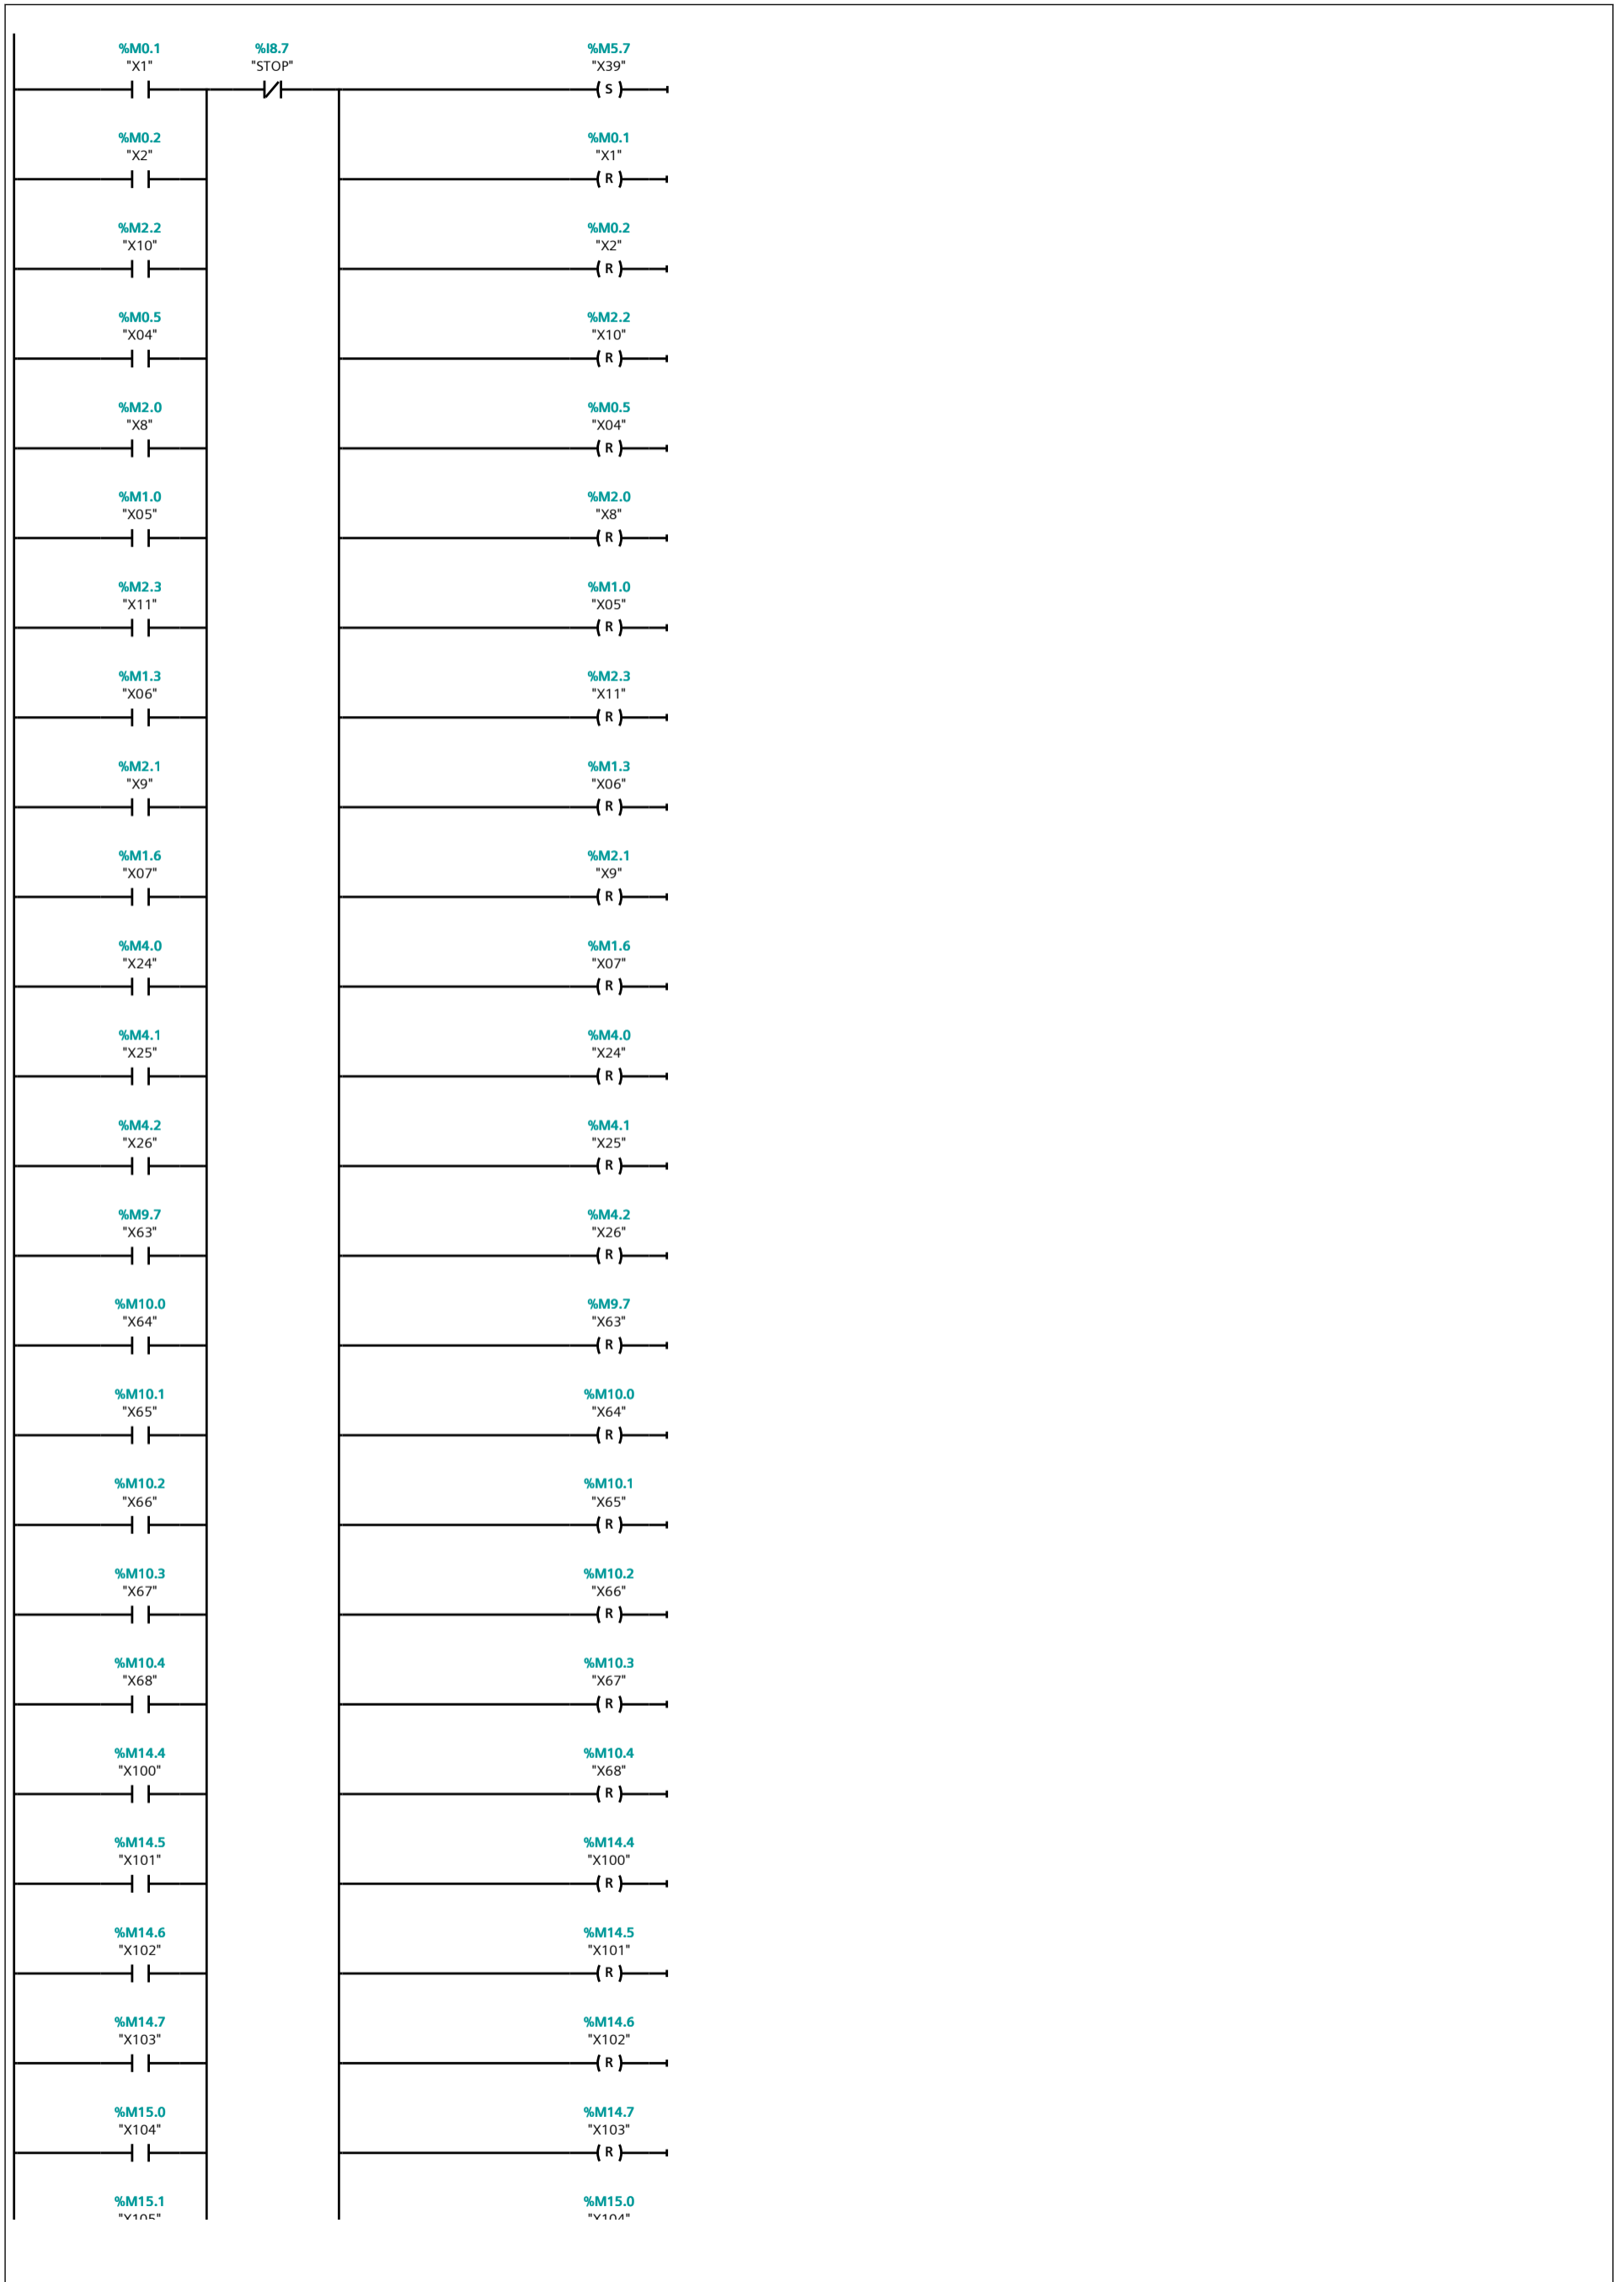 %M0.1 %I8.7 %M5.7
"X1" "STOP" "X39"
S
%M0.2 %M0.1
"X2" "X1"
R
%M2.2 %M0.2
"X10" "X2"
R
%M0.5 %M2.2
"X04" "X10"
R
%M2.0 %M0.5
"X8" "X04"
R
%M1.0 %M2.0
"X05" "X8"
R
%M2.3 %M1.0
"X11" "X05"
R
%M1.3 %M2.3
"X06" "X11"
R
%M2.1 %M1.3
"X9" "X06"
R
%M1.6 %M2.1
"X07" "X9"
R
%M4.0 %M1.6
"X24" "X07"
R
%M4.1 %M4.0
"X25" "X24"
R
%M4.2 %M4.1
"X26" "X25"
R
%M9.7 %M4.2
"X63" "X26"
R
%M10.0 %M9.7
"X64" "X63"
R
%M10.1 %M10.0
"X65" "X64"
R
%M10.2 %M10.1
"X66" "X65"
R
%M10.3 %M10.2
"X67" "X66"
R
%M10.4 %M10.3
"X68" "X67"
R
%M14.4 %M10.4
"X100" "X68"
R
%M14.5 %M14.4
"X101" "X100"
R
%M14.6 %M14.5
"X102" "X101"
R
%M14.7 %M14.6
"X103" "X102"
R
%M15.0 %M14.7
"X104" "X103"
R
%M15.1 %M15.0
"X105" "X104"